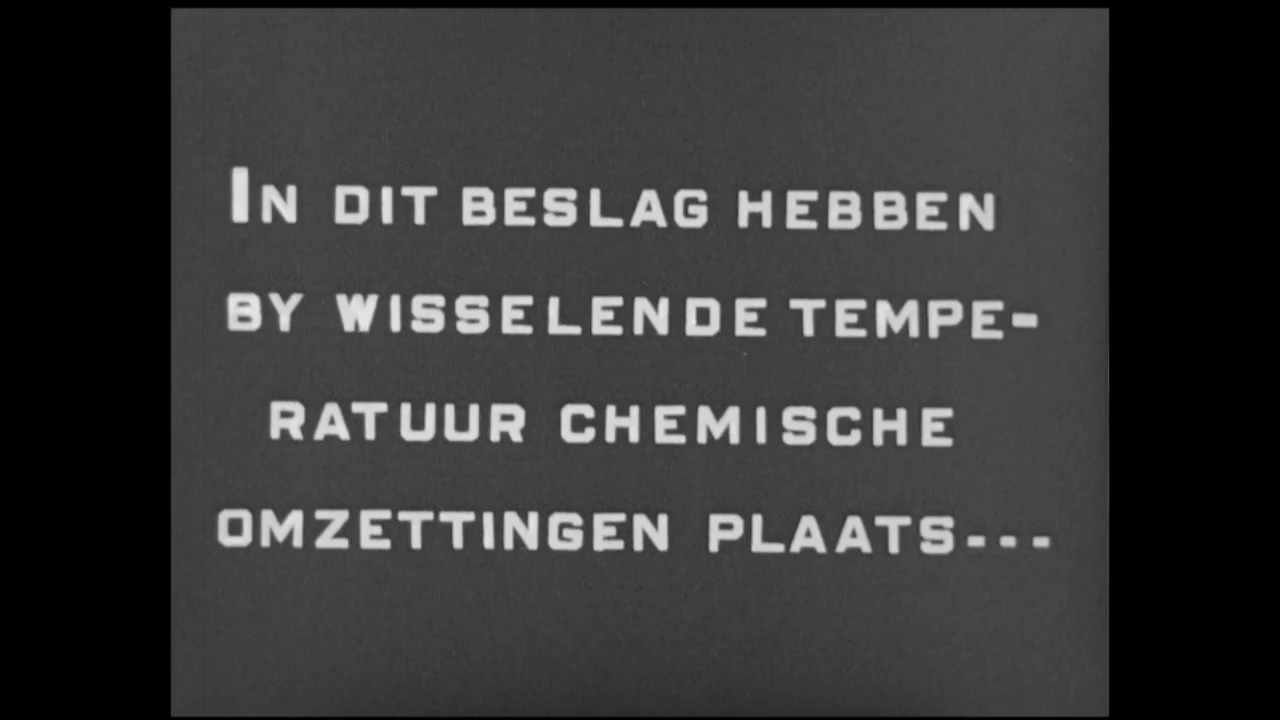 IN DIT BESLAG HEBBEN
BY WISSELENDE TEMPE-
RATUUR CHEMISCHE
OMZETTINGEN PLAATS---